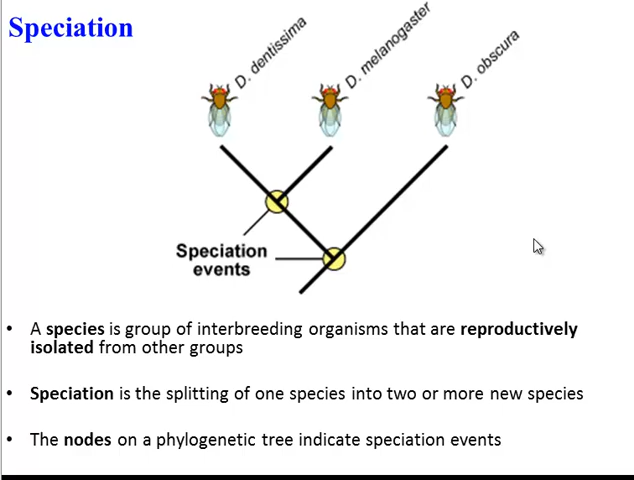 Speciation
D. dentissima
D. melanogaster
D. obscura
Speciation
events
• A species is group of interbreeding organisms that are reproductively
isolated from other groups
• Speciation is the splitting of one species into two or more new species
• The nodes on a phylogenetic tree indicate speciation events